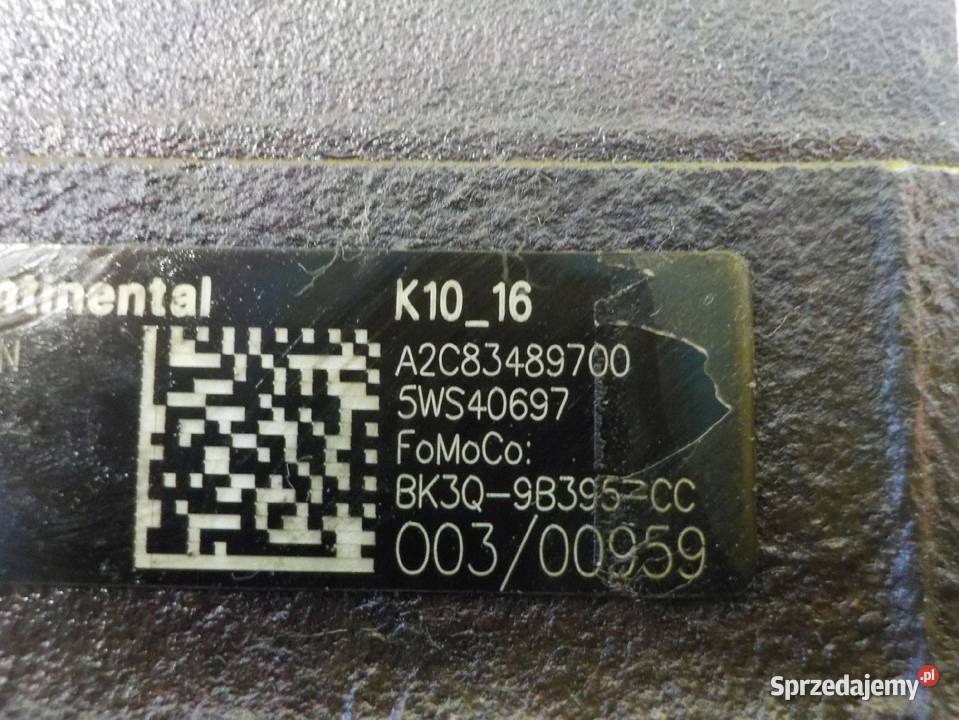 ntinental
K10_16
N
A2C83489700
5WS40697
FoMoCo:
BK3Q-9B395-CC
003/00959
Sprzedajemy.pl